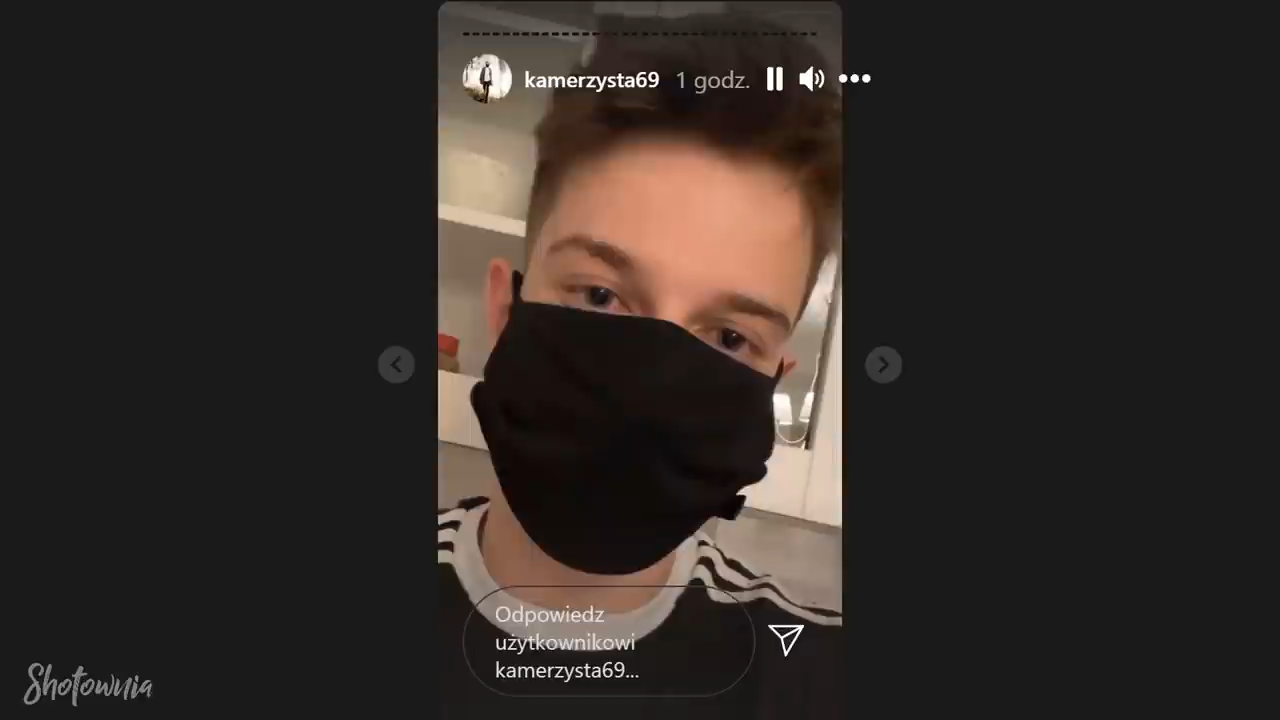 kamerzysta69 1 godz.
Odpowiedz
użytkownikowi
kamerzysta69...
Shotownia